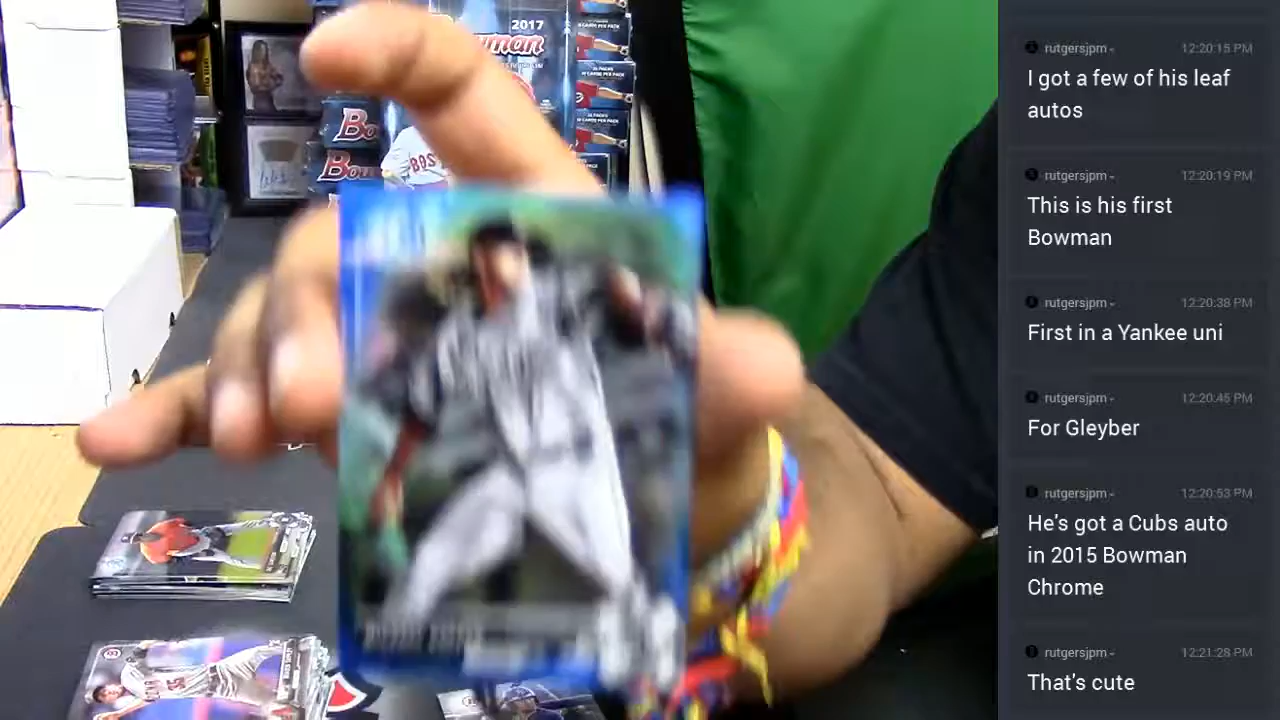 2017
Bowman
Bo
Bow
BOS
rutgersjpm
12:20:15 PM
I got a few of his leaf
autos
rutgersjpm
12:20:19 PM
This is his first
Bowman
rutgersjpm
12:20:38 PM
First in a Yankee uni
rutgersjpm
12:20:45 PM
For Gleyber
rutgersjpm
12:20:53 PM
He's got a Cubs auto
in 2015 Bowman
Chrome
rutgersjpm
12:21:28 PM
That's cute